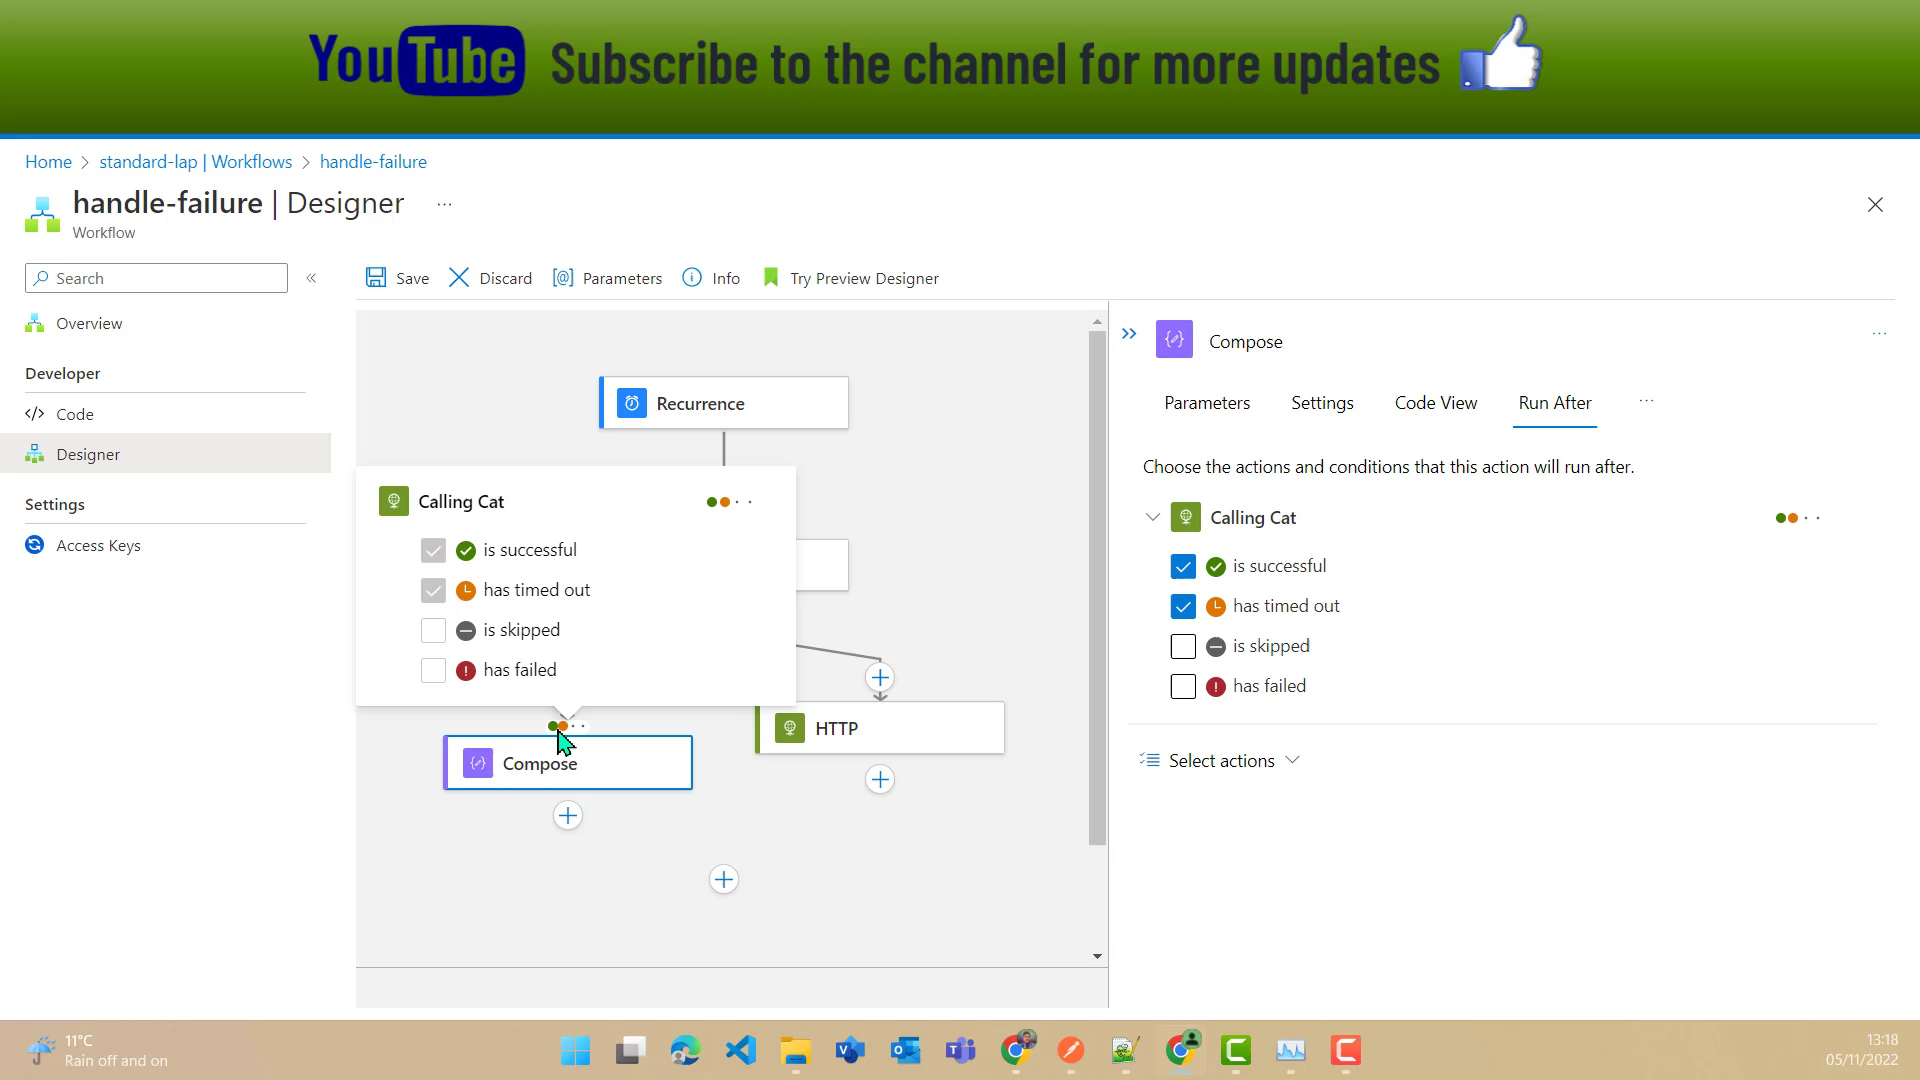 YouTube Subscribe to the channel for more updates
Home > standard-lap | Workflows > handle-failure
handle-failure | Designer ...
Workflow
Search «
Save Discard Parameters Info Try Preview Designer
Overview
Developer
Code
Designer
Settings
Access Keys
Recurrence
Calling Cat
is successful
has timed out
is skipped
has failed
Compose
HTTP
Compose
Parameters Settings Code View Run After ...
Choose the actions and conditions that this action will run after.
Calling Cat
is successful
has timed out
is skipped
has failed
Select actions
11°C
Rain off and on
13:18
05/11/2022